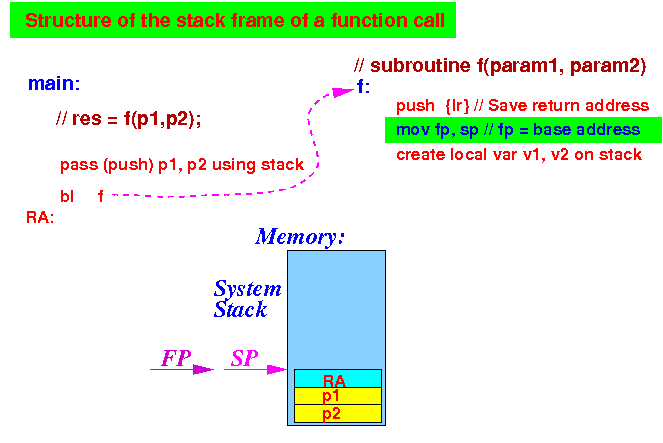 Structure of the stack frame of a function call
main:
// res = f(p1,p2);
pass (push) p1, p2 using stack
bl f
RA:
// subroutine f(param1, param2)
f:
push {lr} // Save return address
mov fp, sp // fp = base address
create local var v1, v2 on stack
Memory:
System
Stack
FP SP
RA
p1
p2